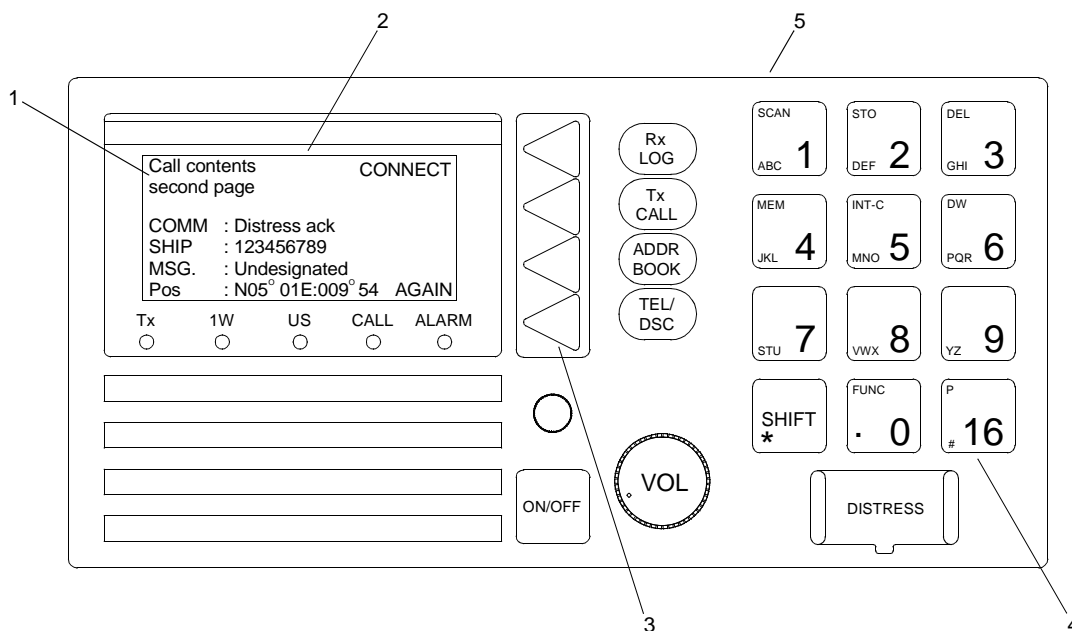 2
5
1
Call contents
second page
CONNECT
COMM : Distress ack
SHIP : 123456789
MSG. : Undesignated
Pos : N05° 01E:009° 54 AGAIN
Tx 1W US CALL ALARM
Rx
LOG
Tx
CALL
ADDR
BOOK
TEL/
DSC
SCAN
ABC 1
STO
DEF 2
DEL
GHI 3
MEM
JKL 4
INT-C
MNO 5
DW
PQR 6
STU 7
VWX 8
YZ 9
SHIFT
*
FUNC
. 0
P
# 16
ON/OFF
VOL
DISTRESS
3
4